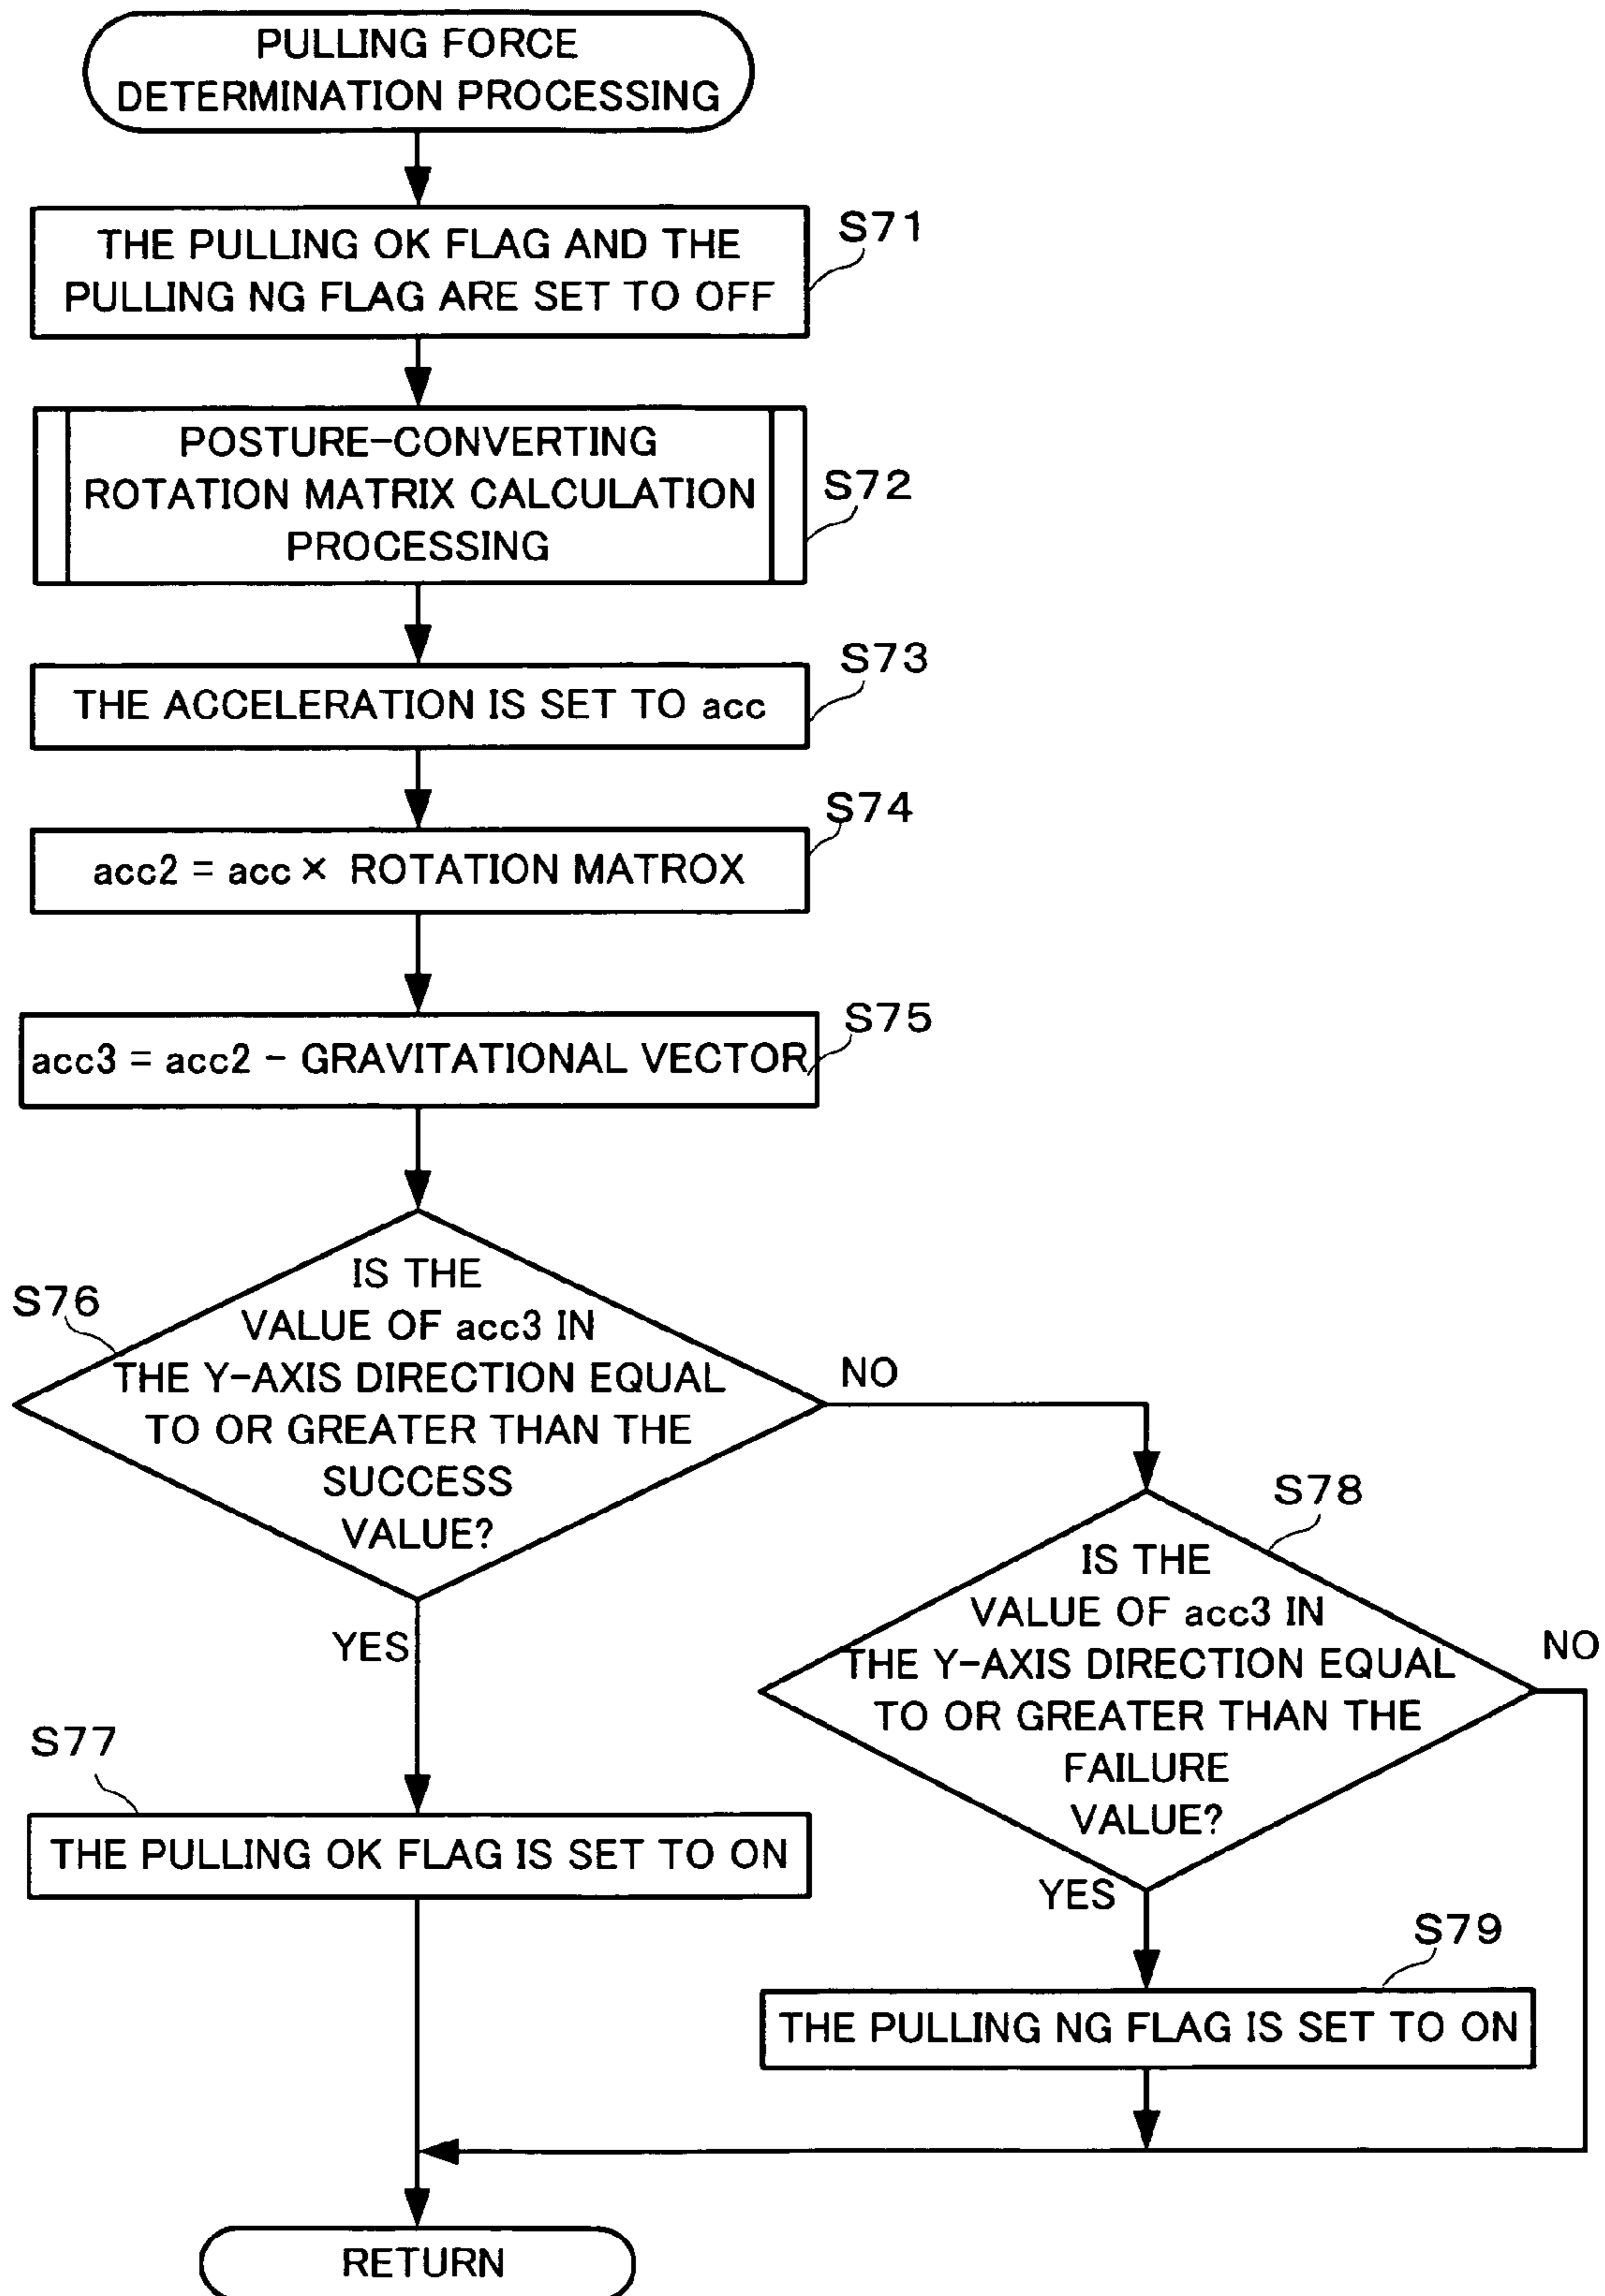 PULLING FORCE
DETERMINATION PROCESSING
THE PULLING OK FLAG AND THE
PULLING NG FLAG ARE SET TO OFF
S71
POSTURE-CONVERTING
ROTATION MATRIX CALCULATION
PROCESSING
S72
THE ACCELERATION IS SET TO acc
S73
acc2 = acc × ROTATION MATROX
S74
acc3 = acc2 - GRAVITATIONAL VECTOR
S75
S76
IS THE
VALUE OF acc3 IN
THE Y-AXIS DIRECTION EQUAL
TO OR GREATER THAN THE
SUCCESS
VALUE?
NO
YES
S77
THE PULLING OK FLAG IS SET TO ON
S78
IS THE
VALUE OF acc3 IN
THE Y-AXIS DIRECTION EQUAL
TO OR GREATER THAN THE
FAILURE
VALUE?
NO
YES
S79
THE PULLING NG FLAG IS SET TO ON
RETURN